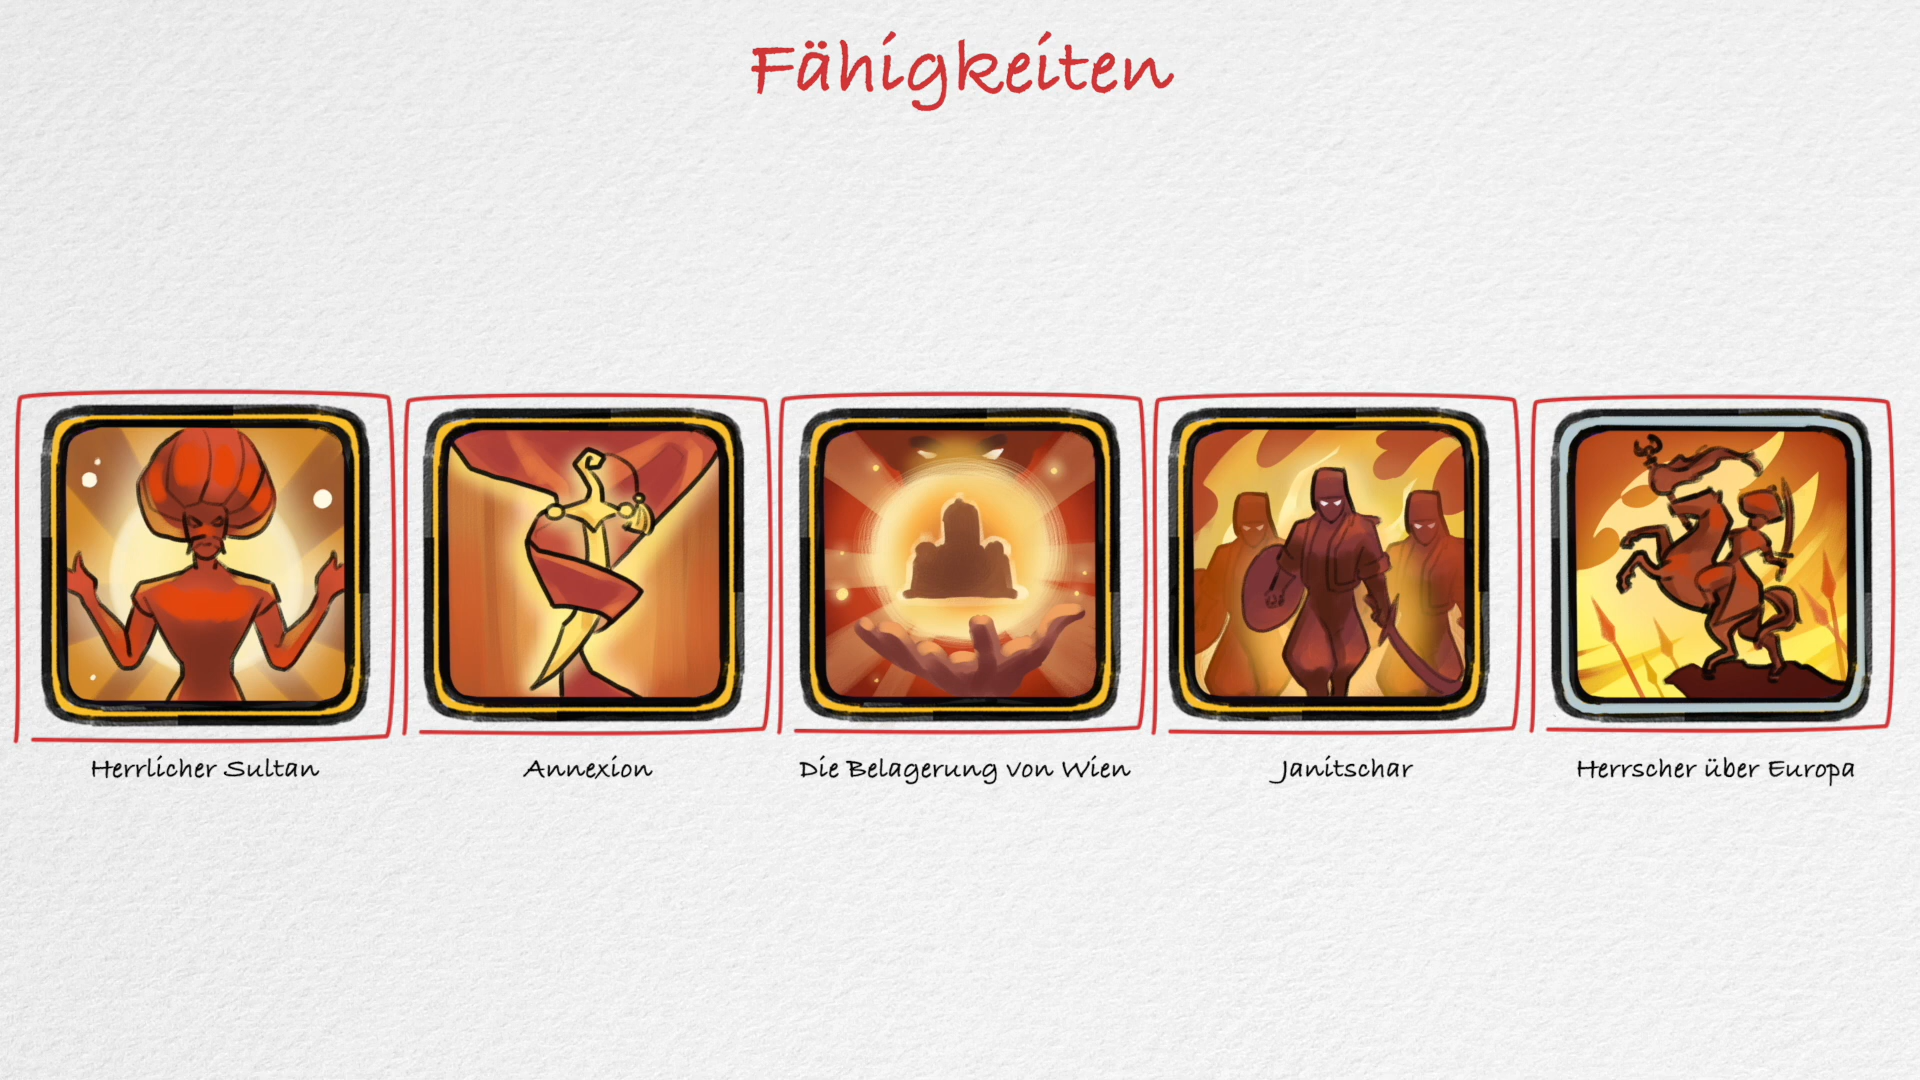 Fähigkeiten
Herrlicher Sultan
Annexion
Die Belagerung von Wien
Janitschar
Herrscher über Europa